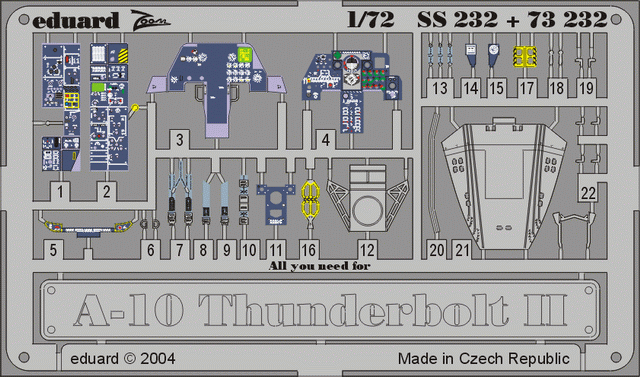 eduard Zoom 1/72 SS 232 + 73 232
13 14 15 17 18 19
3 4
1 2
22
5 6 7 8 9 10 11 16 12 20 21
All you need for
A-10 Thunderbolt II
eduard © 2004 Made in Czech Republic